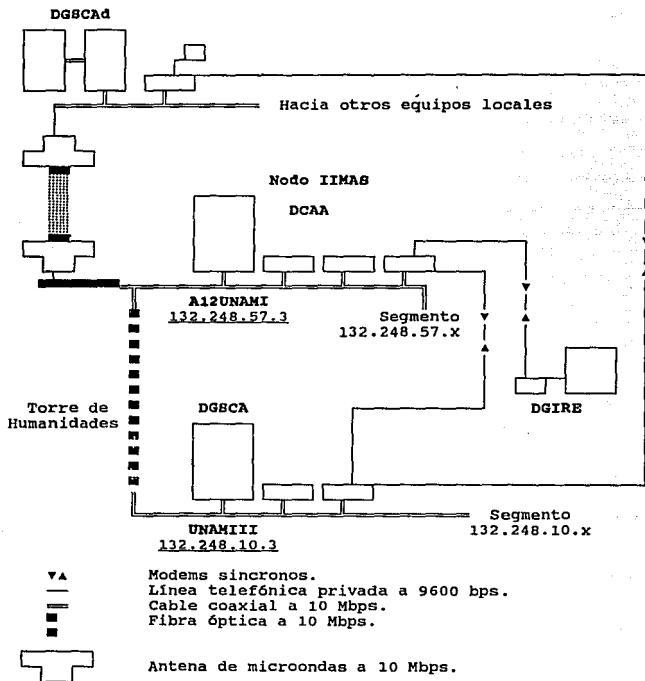 DGSCAd
Hacia otros equipos locales
Nodo IIMAS
DCAA
A12UNAMI
132.248.57.3
Segmento
132.248.57.x
Torre de
Humanidades
DGSCA
DGIRE
UNAMIII
132.248.10.3
Segmento
132.248.10.x
Modems sincronos.
Línea telefónica privada a 9600 bps.
Cable coaxial a 10 Mbps.
Fibra óptica a 10 Mbps.
Antena de microondas a 10 Mbps.